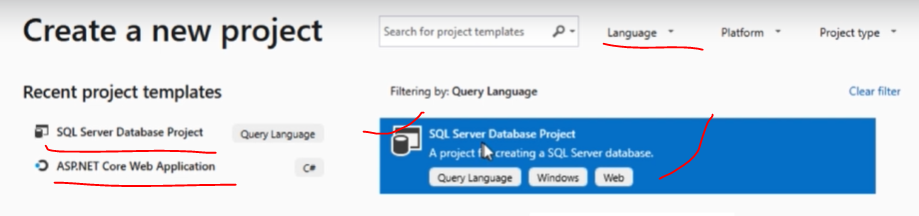 Create a new project
Search for project templates
Language
Platform
Project type
Recent project templates
Filtering by: Query Language
Clear filter
SQL Server Database Project
Query Language
ASP.NET Core Web Application
C#
SQL Server Database Project
A project for creating a SQL Server database.
Query Language
Windows
Web